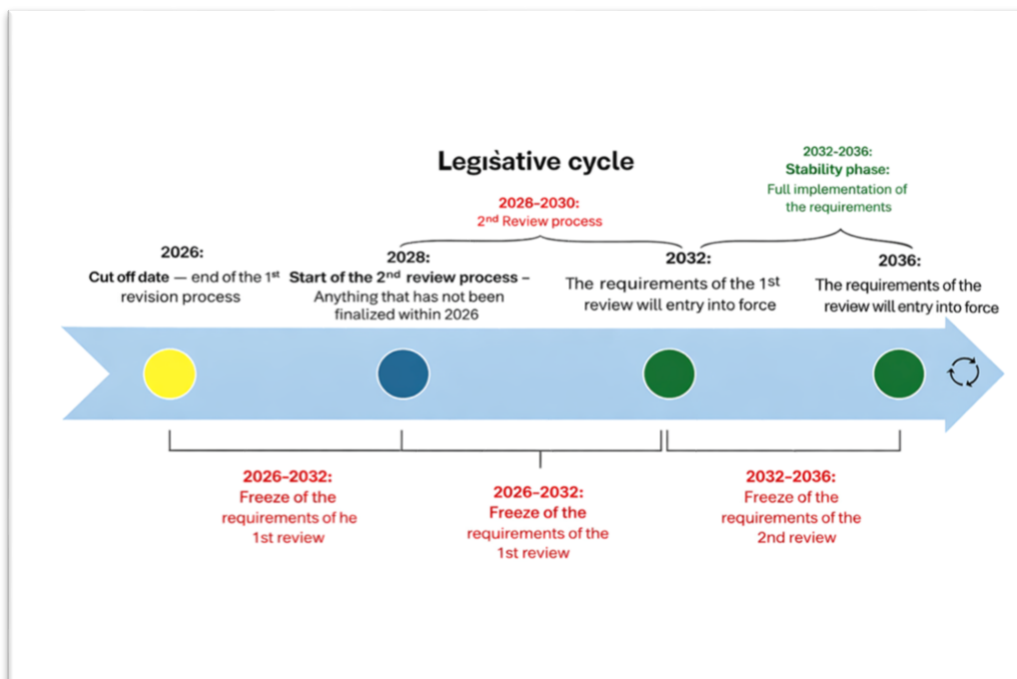 Legisative cycle
2032-2036:
Stability phase:
Full implementation of
the requirements
2028-2030:
2nd Review process
2026:
Cut off date — end of the 1st
revision process
2028:
Start of the 2nd review process –
Anything that has not been
finalized within 2026
2032:
The requirements of the 1st
review will entry into force
2036:
The requirements of the
review will entry into force
2026-2032:
Freeze of the
requirements of he
1st review
2026-2032:
Freeze of the
requirements of the
1st review
2032-2036:
Freeze of the
requirements of the
2nd review